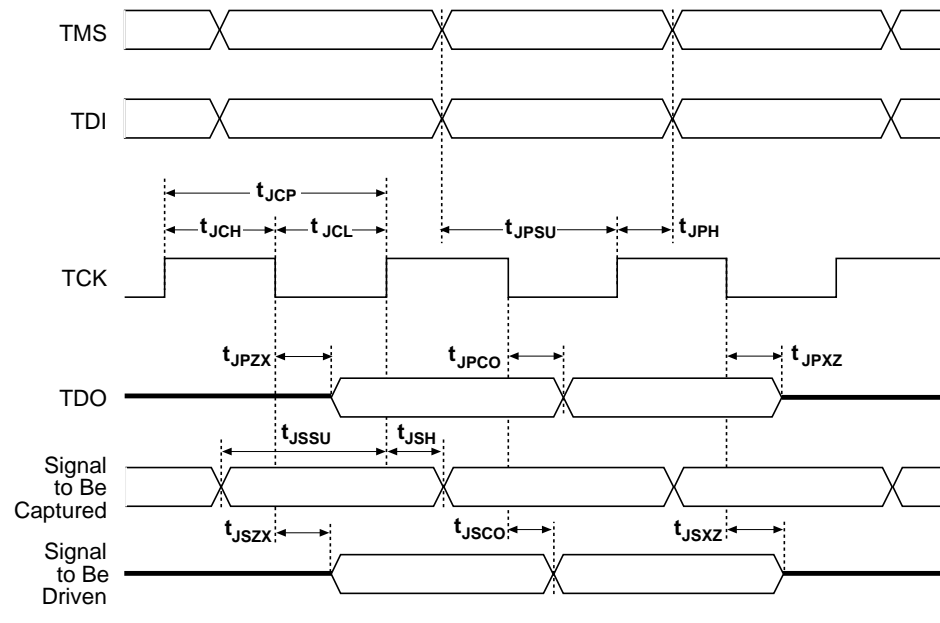 TMS
TDI
tJCP
tJCH tJCL tJPSU tJPH
TCK
tJPZX tJPCO tJPXZ
TDO
tJSSU tJSH
Signal
to Be
Captured
tJSZX tJSCO tJSXZ
Signal
to Be
Driven